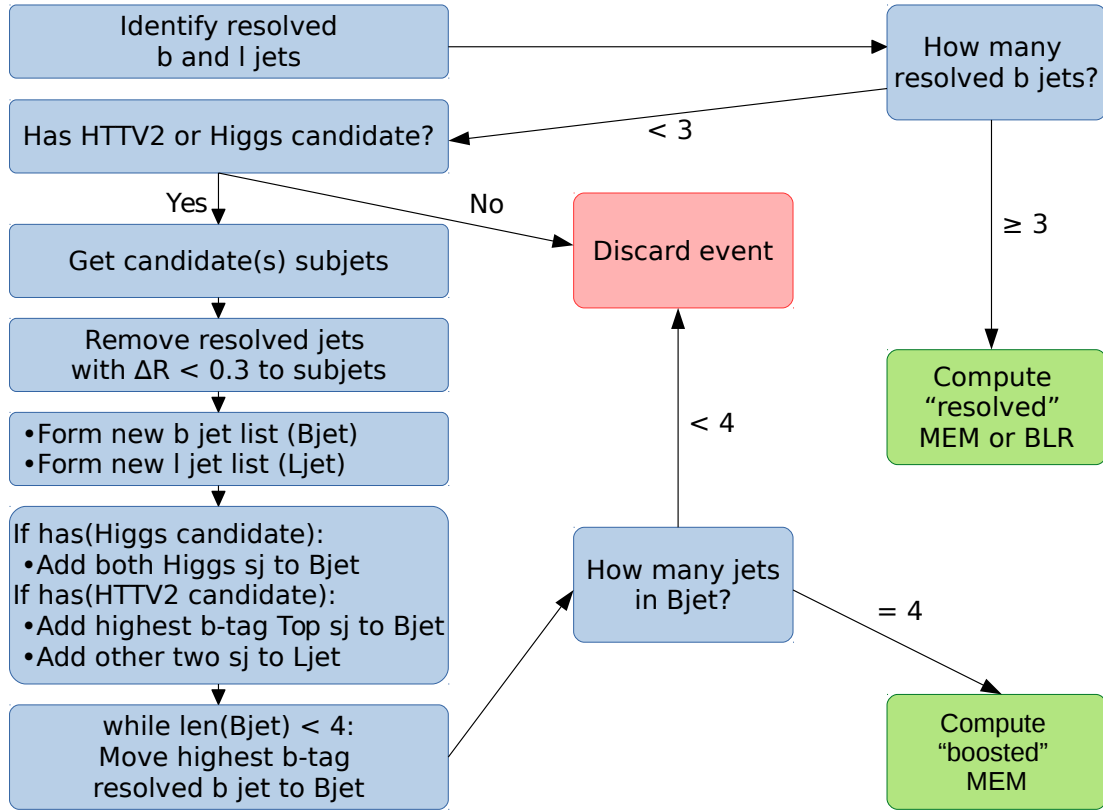 Identify resolved
b and l jets
How many
resolved b jets?
< 3
Has HTTV2 or Higgs candidate?
Yes
No
≥ 3
Discard event
Get candidate(s) subjets
Remove resolved jets
with ΔR < 0.3 to subjets
Compute
“resolved”
MEM or BLR
< 4
•Form new b jet list (Bjet)
•Form new l jet list (Ljet)
If has(Higgs candidate):
•Add both Higgs sj to Bjet
If has(HTTV2 candidate):
•Add highest b-tag Top sj to Bjet
•Add other two sj to Ljet
How many jets
in Bjet?
= 4
while len(Bjet) < 4:
Move highest b-tag
resolved b jet to Bjet
Compute
“boosted”
MEM